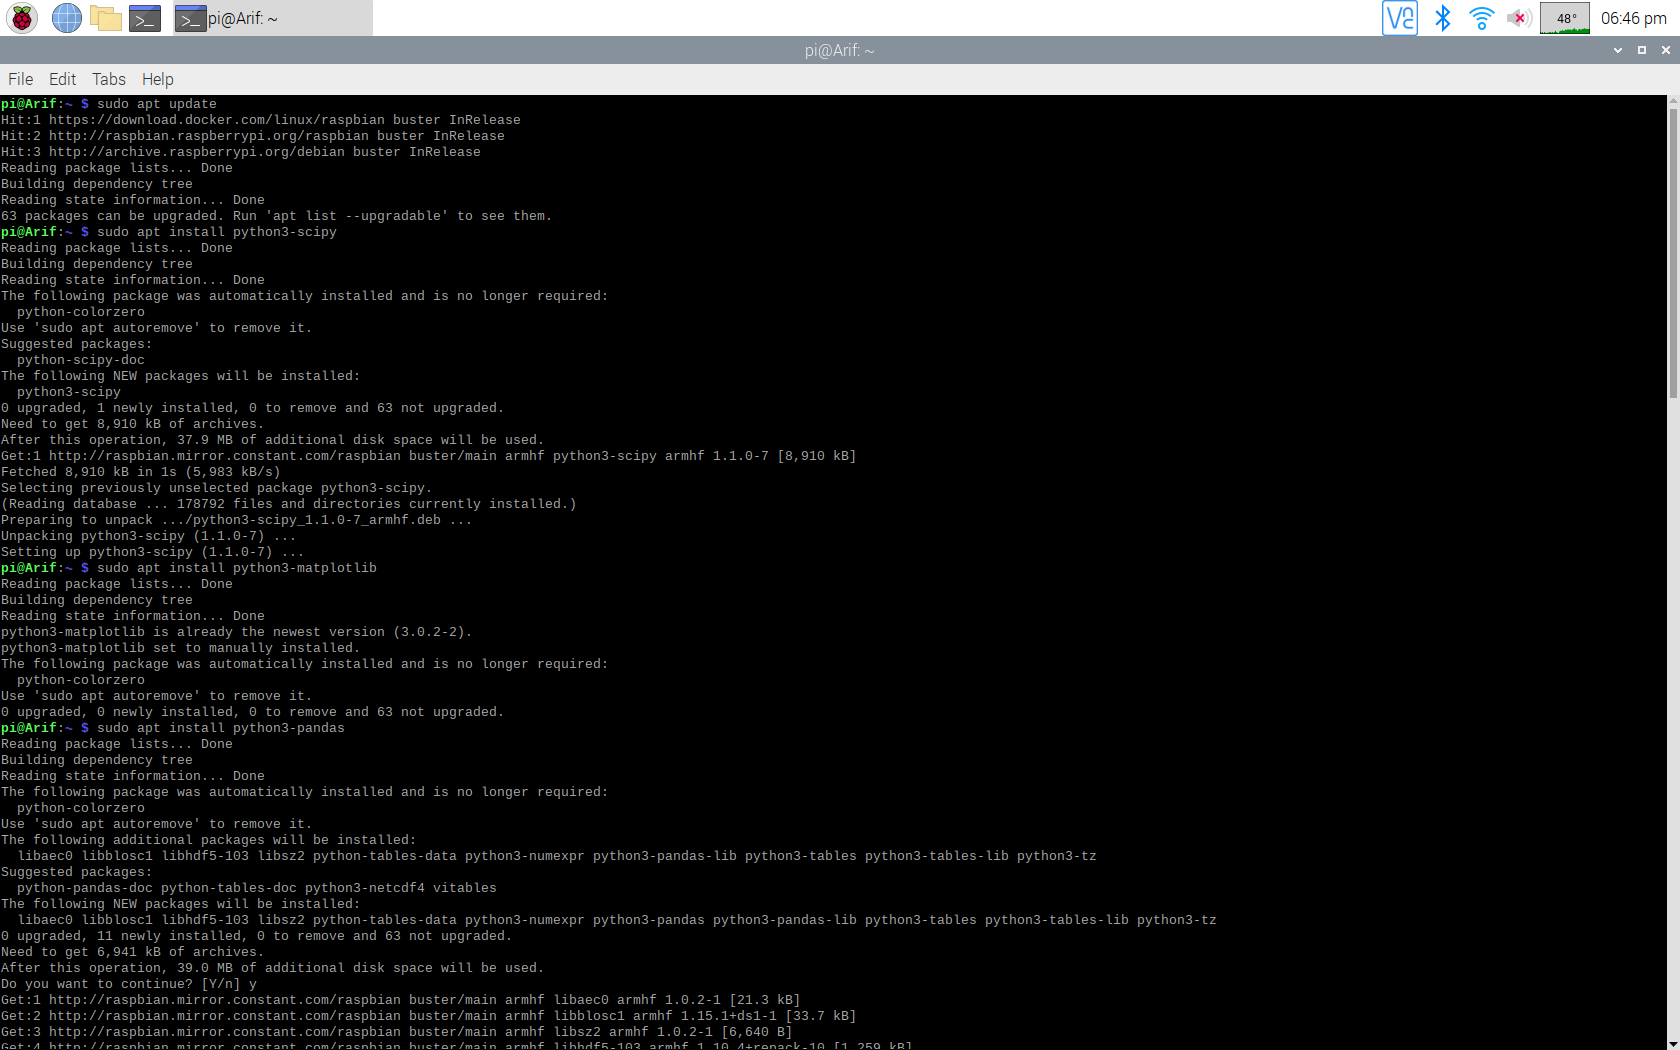 pi@Arif: ~
48°
06:46 pm
pi@Arif: ~
File Edit Tabs Help
pi@Arif:~ $ sudo apt update
Hit:1 https://download.docker.com/linux/raspbian buster InRelease
Hit:2 http://raspbian.raspberrypi.org/raspbian buster InRelease
Hit:3 http://archive.raspberrypi.org/debian buster InRelease
Reading package lists... Done
Building dependency tree
Reading state information... Done
63 packages can be upgraded. Run 'apt list --upgradable' to see them.
pi@Arif:~ $ sudo apt install python3-scipy
Reading package lists... Done
Building dependency tree
Reading state information... Done
The following package was automatically installed and is no longer required:
  python-colorzero
Use 'sudo apt autoremove' to remove it.
Suggested packages:
  python-scipy-doc
The following NEW packages will be installed:
  python3-scipy
0 upgraded, 1 newly installed, 0 to remove and 63 not upgraded.
Need to get 8,910 kB of archives.
After this operation, 37.9 MB of additional disk space will be used.
Get:1 http://raspbian.mirror.constant.com/raspbian buster/main armhf python3-scipy armhf 1.1.0-7 [8,910 kB]
Fetched 8,910 kB in 1s (5,983 kB/s)
Selecting previously unselected package python3-scipy.
(Reading database ... 178792 files and directories currently installed.)
Preparing to unpack .../python3-scipy_1.1.0-7_armhf.deb ...
Unpacking python3-scipy (1.1.0-7) ...
Setting up python3-scipy (1.1.0-7) ...
pi@Arif:~ $ sudo apt install python3-matplotlib
Reading package lists... Done
Building dependency tree
Reading state information... Done
python3-matplotlib is already the newest version (3.0.2-2).
python3-matplotlib set to manually installed.
The following package was automatically installed and is no longer required:
  python-colorzero
Use 'sudo apt autoremove' to remove it.
0 upgraded, 0 newly installed, 0 to remove and 63 not upgraded.
pi@Arif:~ $ sudo apt install python3-pandas
Reading package lists... Done
Building dependency tree
Reading state information... Done
The following package was automatically installed and is no longer required:
  python-colorzero
Use 'sudo apt autoremove' to remove it.
The following additional packages will be installed:
  libaec0 libblosc1 libhdf5-103 libsz2 python-tables-data python3-numexpr python3-pandas-lib python3-tables python3-tables-lib python3-tz
Suggested packages:
  python-pandas-doc python-tables-doc python3-netcdf4 vitables
The following NEW packages will be installed:
  libaec0 libblosc1 libhdf5-103 libsz2 python-tables-data python3-numexpr python3-pandas python3-pandas-lib python3-tables python3-tables-lib python3-tz
0 upgraded, 11 newly installed, 0 to remove and 63 not upgraded.
Need to get 6,941 kB of archives.
After this operation, 39.0 MB of additional disk space will be used.
Do you want to continue? [Y/n] y
Get:1 http://raspbian.mirror.constant.com/raspbian buster/main armhf libaec0 armhf 1.0.2-1 [21.3 kB]
Get:2 http://raspbian.mirror.constant.com/raspbian buster/main armhf libblosc1 armhf 1.15.1+ds1-1 [33.7 kB]
Get:3 http://raspbian.mirror.constant.com/raspbian buster/main armhf libsz2 armhf 1.0.2-1 [6,640 B]
Get:4 http://raspbian.mirror.constant.com/raspbian buster/main armhf libhdf5-103 armhf 1.10.4+repack-10 [1,259 kB]